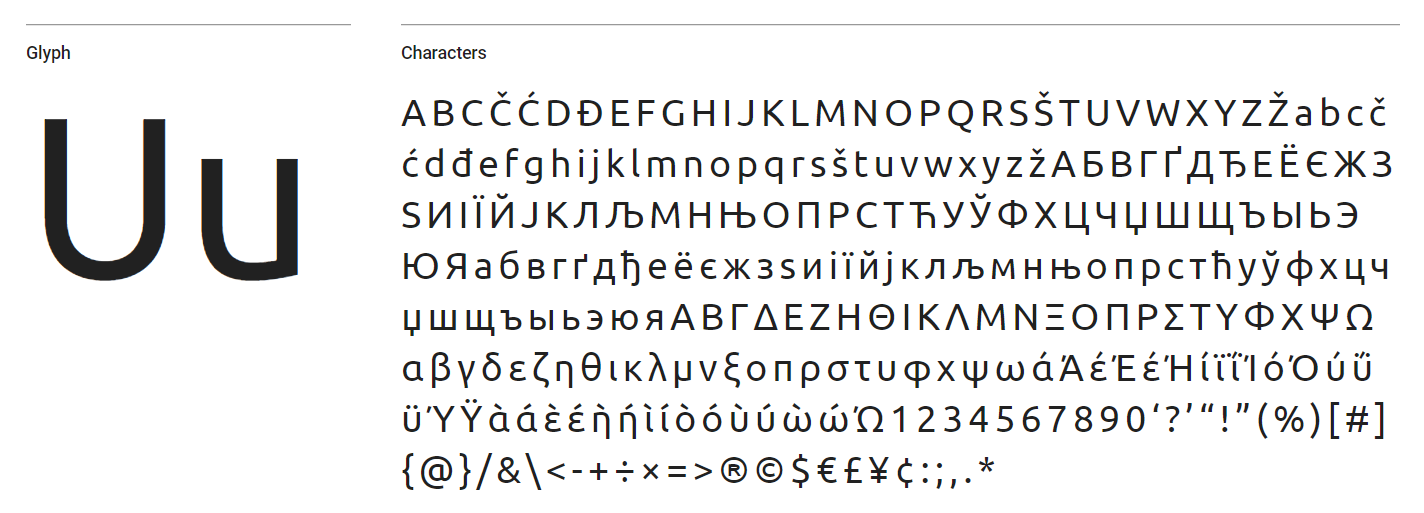 Glyph
Characters
Uu
ABCČĆDĐEFGHIJKLMNOPQRSŠTUVWXYZŽabcč
ćdđefghijklmnopqrsštuvwxyzžАБВГҐДЂЕЁЄЖЗ
ЅИІЇЙЈКЛЉМНЊОПРСТЋУЎФХЦЧЏШЩЪЫЬЭ
ЮЯабвгґдђеёєжзѕиіїйјклљмнњопрстћуўфхцч
џшщъыьэюяΑΒΓΔΕΖΗΘΙΚΛΜΝΞΟΠΡΣΤΥΦΧΨΩ
αβγδεζηθικλμνξοπρστυφχψωάΆέΈέΉίϊΐΊόΌύΰ
ϋΎΫὰάὲέὴήὶίὸόὺύὼώΏ1234567890‘?’“!”(%)[#]
{@}/&\<-+÷×=>®©$€£¥¢:;,.*